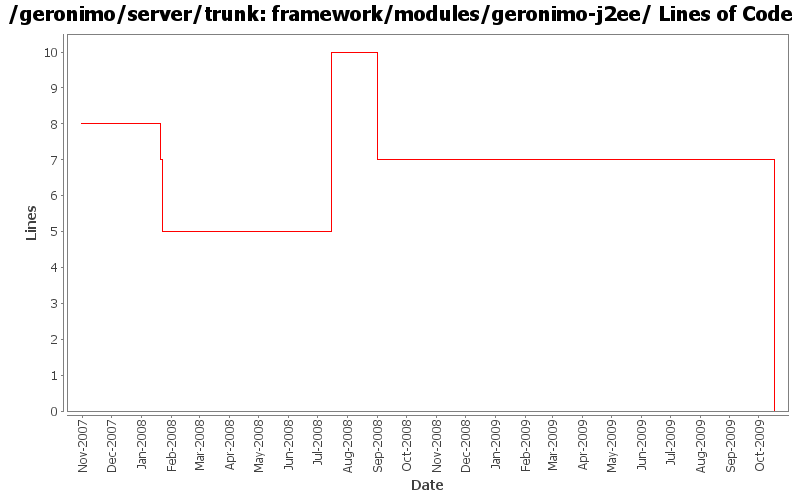 /geronimo/server/trunk: framework/modules/geronimo-j2ee/ Lines of Code
10
9
8
7
6
5
4
3
2
1
0
Lines
Nov-2007
Dec-2007
Jan-2008
Feb-2008
Mar-2008
Apr-2008
May-2008
Jun-2008
Jul-2008
Aug-2008
Sep-2008
Oct-2008
Nov-2008
Dec-2008
Jan-2009
Feb-2009
Mar-2009
Apr-2009
May-2009
Jun-2009
Jul-2009
Aug-2009
Sep-2009
Oct-2009
Date